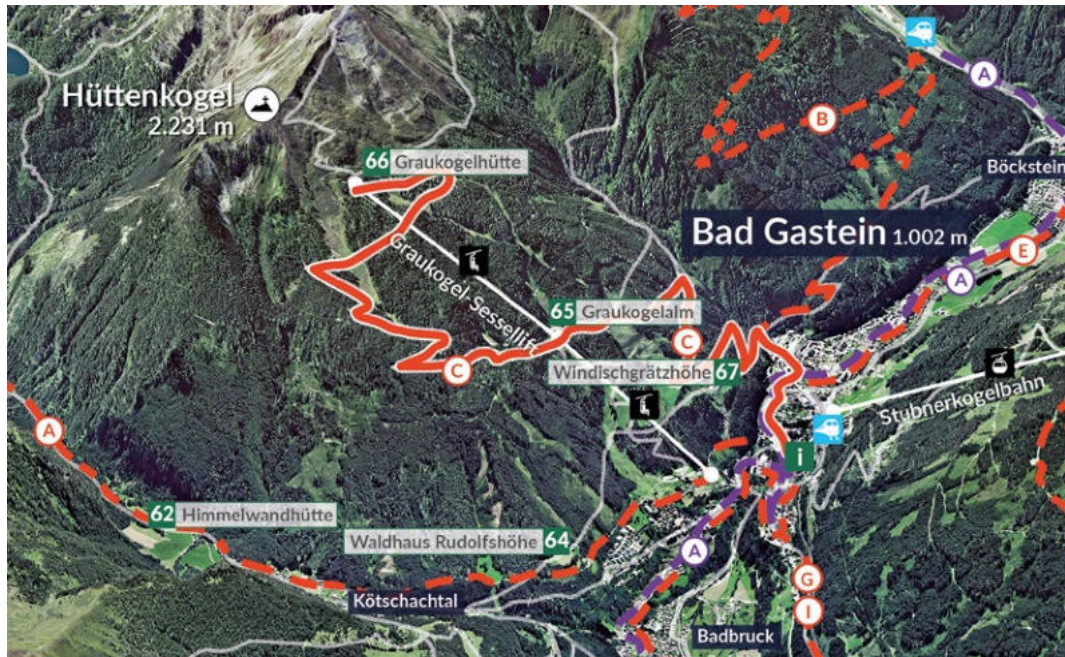 A
Hüttenkogel
2.231 m
B
66 Graukogelhütte
Böckstein
Bad Gastein 1.002 m
E
A
Graukogel-Sessellift
65 Graukogelalm
C
C
Windischgrätzhöhe 67
Stubnerkogelbahn
A
i
62 Himmelwandhütte
Waldhaus Rudolfshöhe 64
A
G
Kötschachtal
I
Badbruck